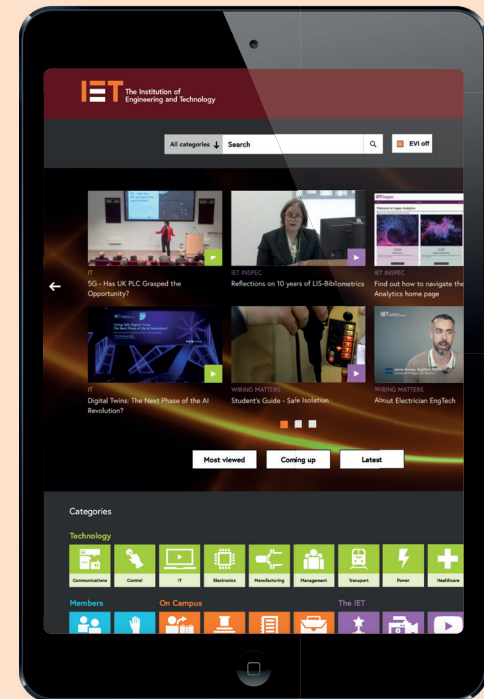 IET The Institution of
Engineering and Technology
All categories ↓ Search EVI off
IT
5G - Has UK PLC Grasped the
Opportunity?
IET INSPEC
Reflections on 10 years of LIS-Bibliometrics
IET INSPEC
Find out how to navigate the
Analytics home page
IT
Digital Twins: The Next Phase of the AI
Revolution?
WIRING MATTERS
Student's Guide - Safe Isolation
WIRING MATTERS
About Electrician EngTech
Most viewed Coming up Latest
Categories
Technology
Communications Control IT Electronics Manufacturing Management Transport Power Healthcare
Members On Campus The IET